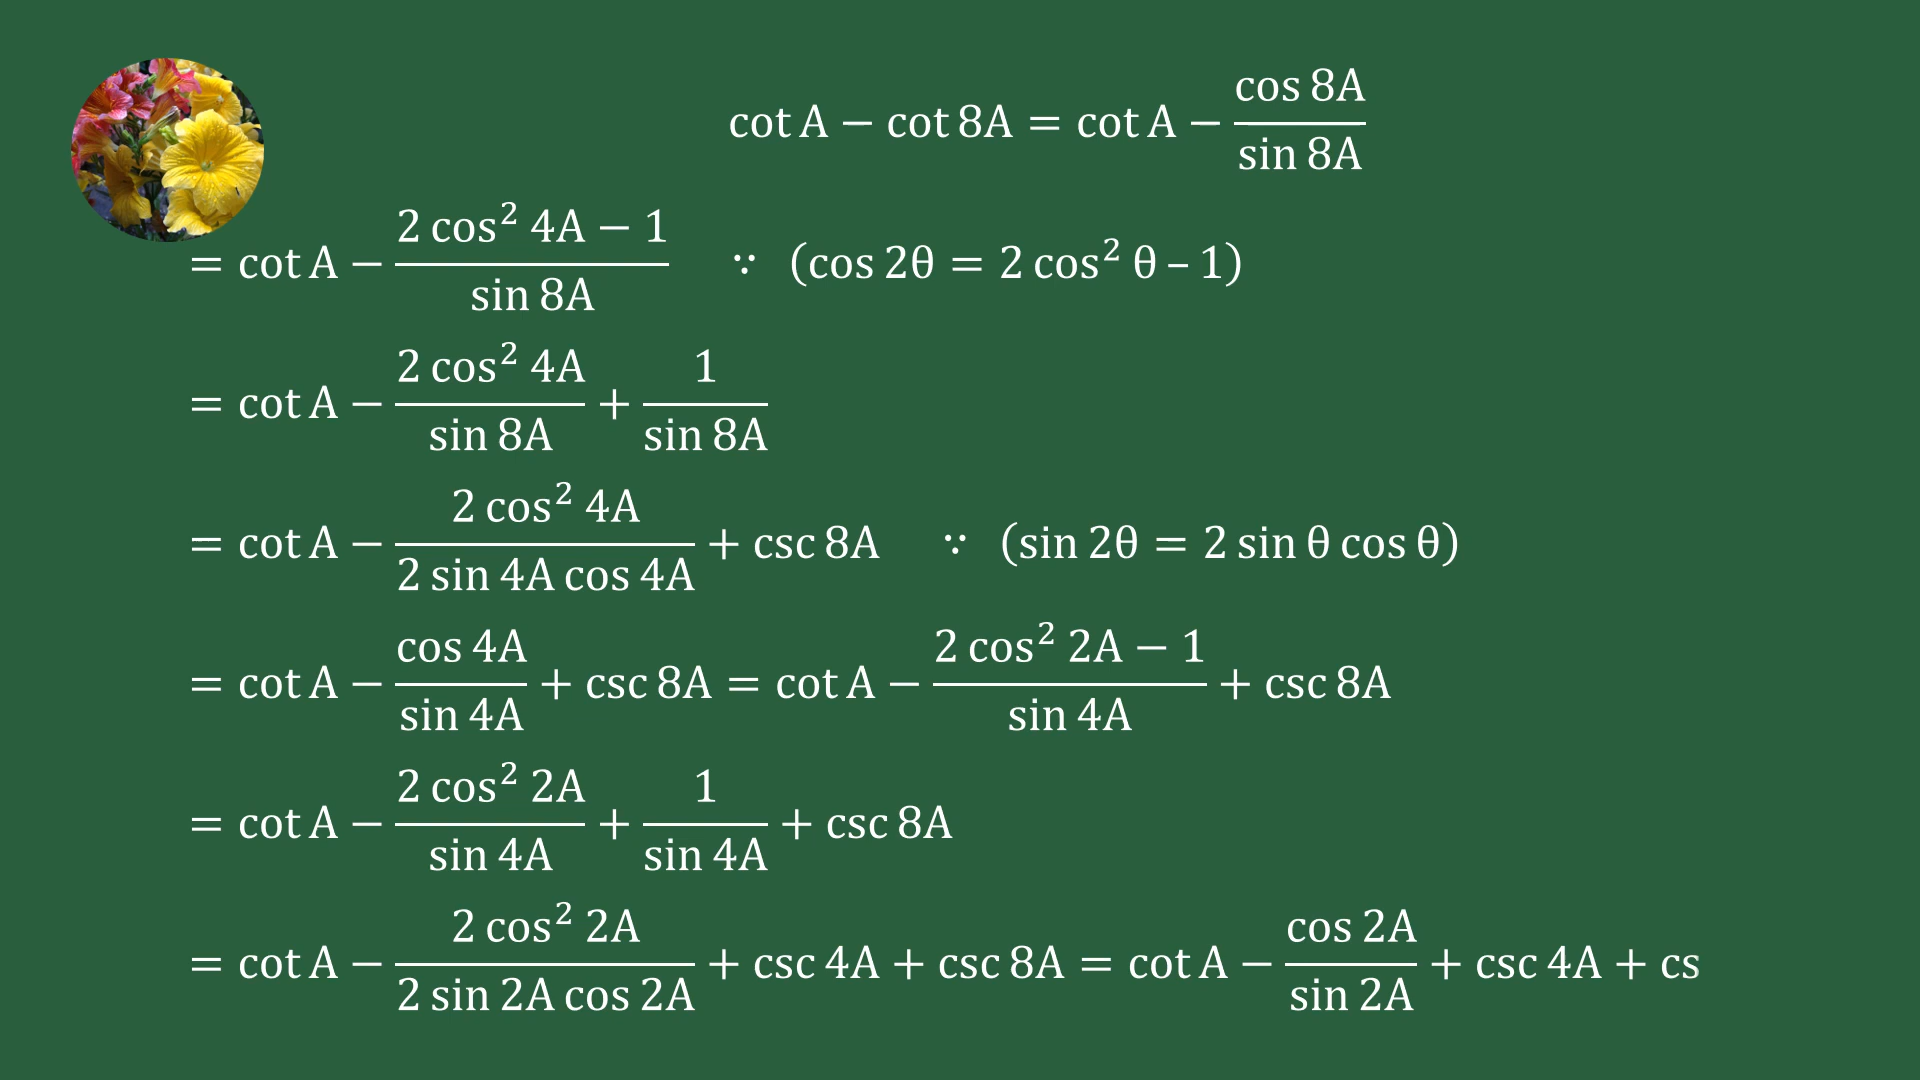 cot A − cot 8A = cot A − cos 8A / sin 8A
= cot A − (2 cos² 4A − 1) / sin 8A ∵ (cos 2θ = 2 cos² θ – 1)
= cot A − 2 cos² 4A / sin 8A + 1 / sin 8A
= cot A − 2 cos² 4A / (2 sin 4A cos 4A) + csc 8A ∵ (sin 2θ = 2 sin θ cos θ)
= cot A − cos 4A / sin 4A + csc 8A = cot A − (2 cos² 2A − 1) / sin 4A + csc 8A
= cot A − 2 cos² 2A / sin 4A + 1 / sin 4A + csc 8A
= cot A − 2 cos² 2A / (2 sin 2A cos 2A) + csc 4A + csc 8A = cot A − cos 2A / sin 2A + csc 4A + cs